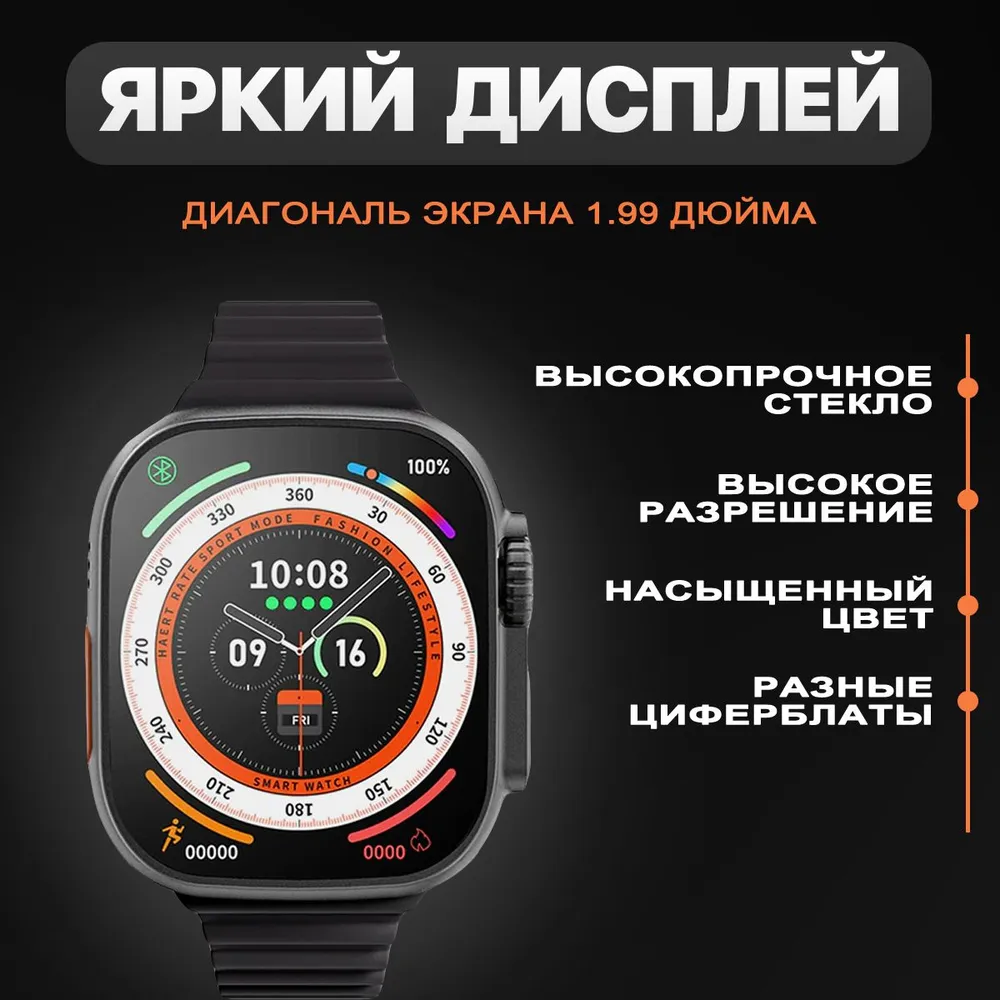 ЯРКИЙ ДИСПЛЕЙ
ДИАГОНАЛЬ ЭКРАНА 1.99 ДЮЙМА
ВЫСОКОПРОЧНОЕ
СТЕКЛО
ВЫСОКОЕ
РАЗРЕШЕНИЕ
НАСЫЩЕННЫЙ
ЦВЕТ
РАЗНЫЕ
ЦИФЕРБЛАТЫ
100%
360
30
60
90
120
150
180
210
240
270
300
330
HAERT RATE SPORT MODE FASHION LIFESTYLE
10:08
09
16
FRI
SMART WATCH
00000
0000